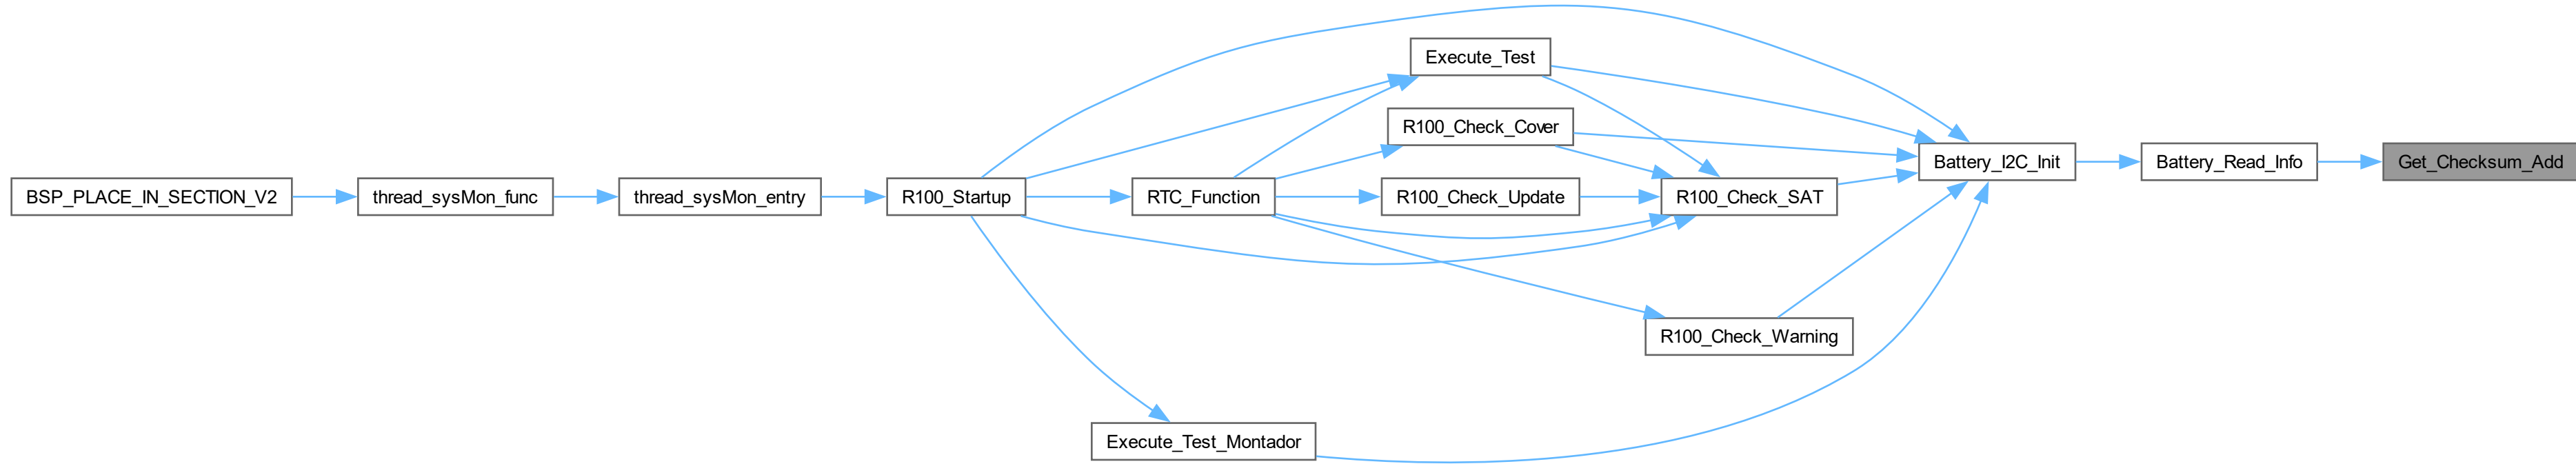 BSP_PLACE_IN_SECTION_V2
thread_sysMon_func
thread_sysMon_entry
R100_Startup
RTC_Function
Execute_Test
R100_Check_Cover
R100_Check_Update
R100_Check_SAT
R100_Check_Warning
Execute_Test_Montador
Battery_I2C_Init
Battery_Read_Info
Get_Checksum_Add